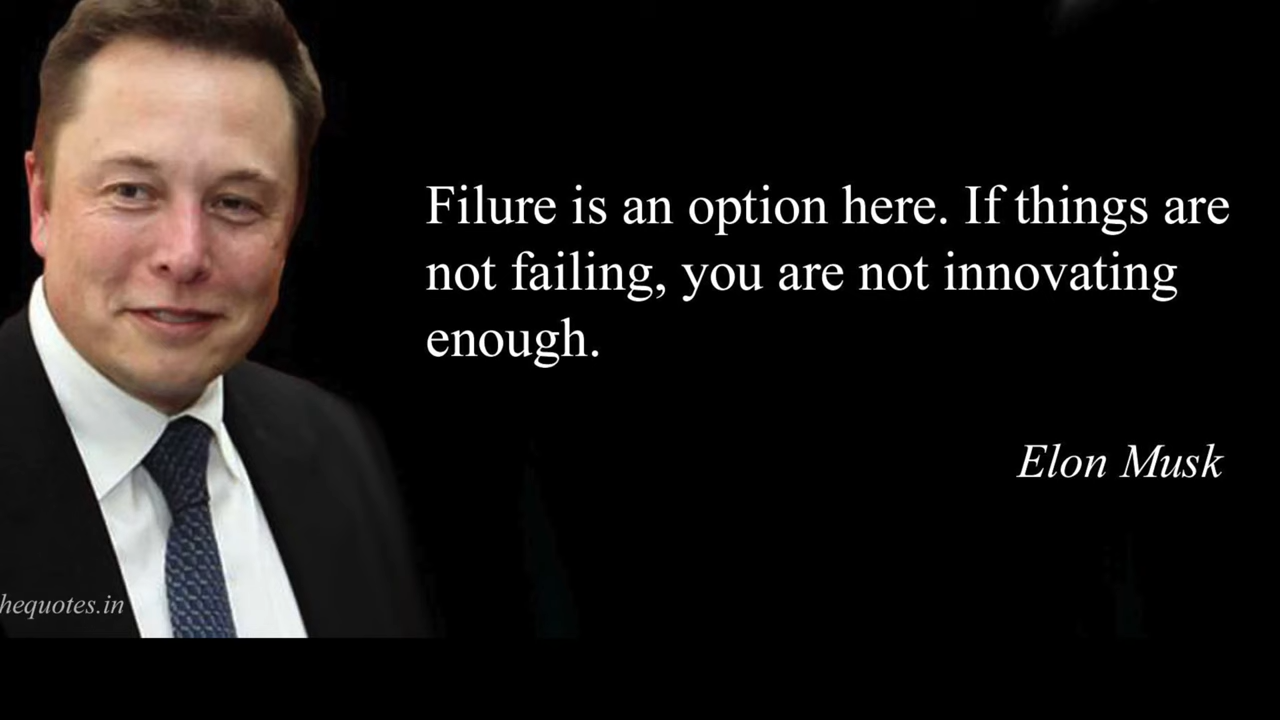 Filure is an option here. If things are
not failing, you are not innovating
enough.
Elon Musk
hequotes.in